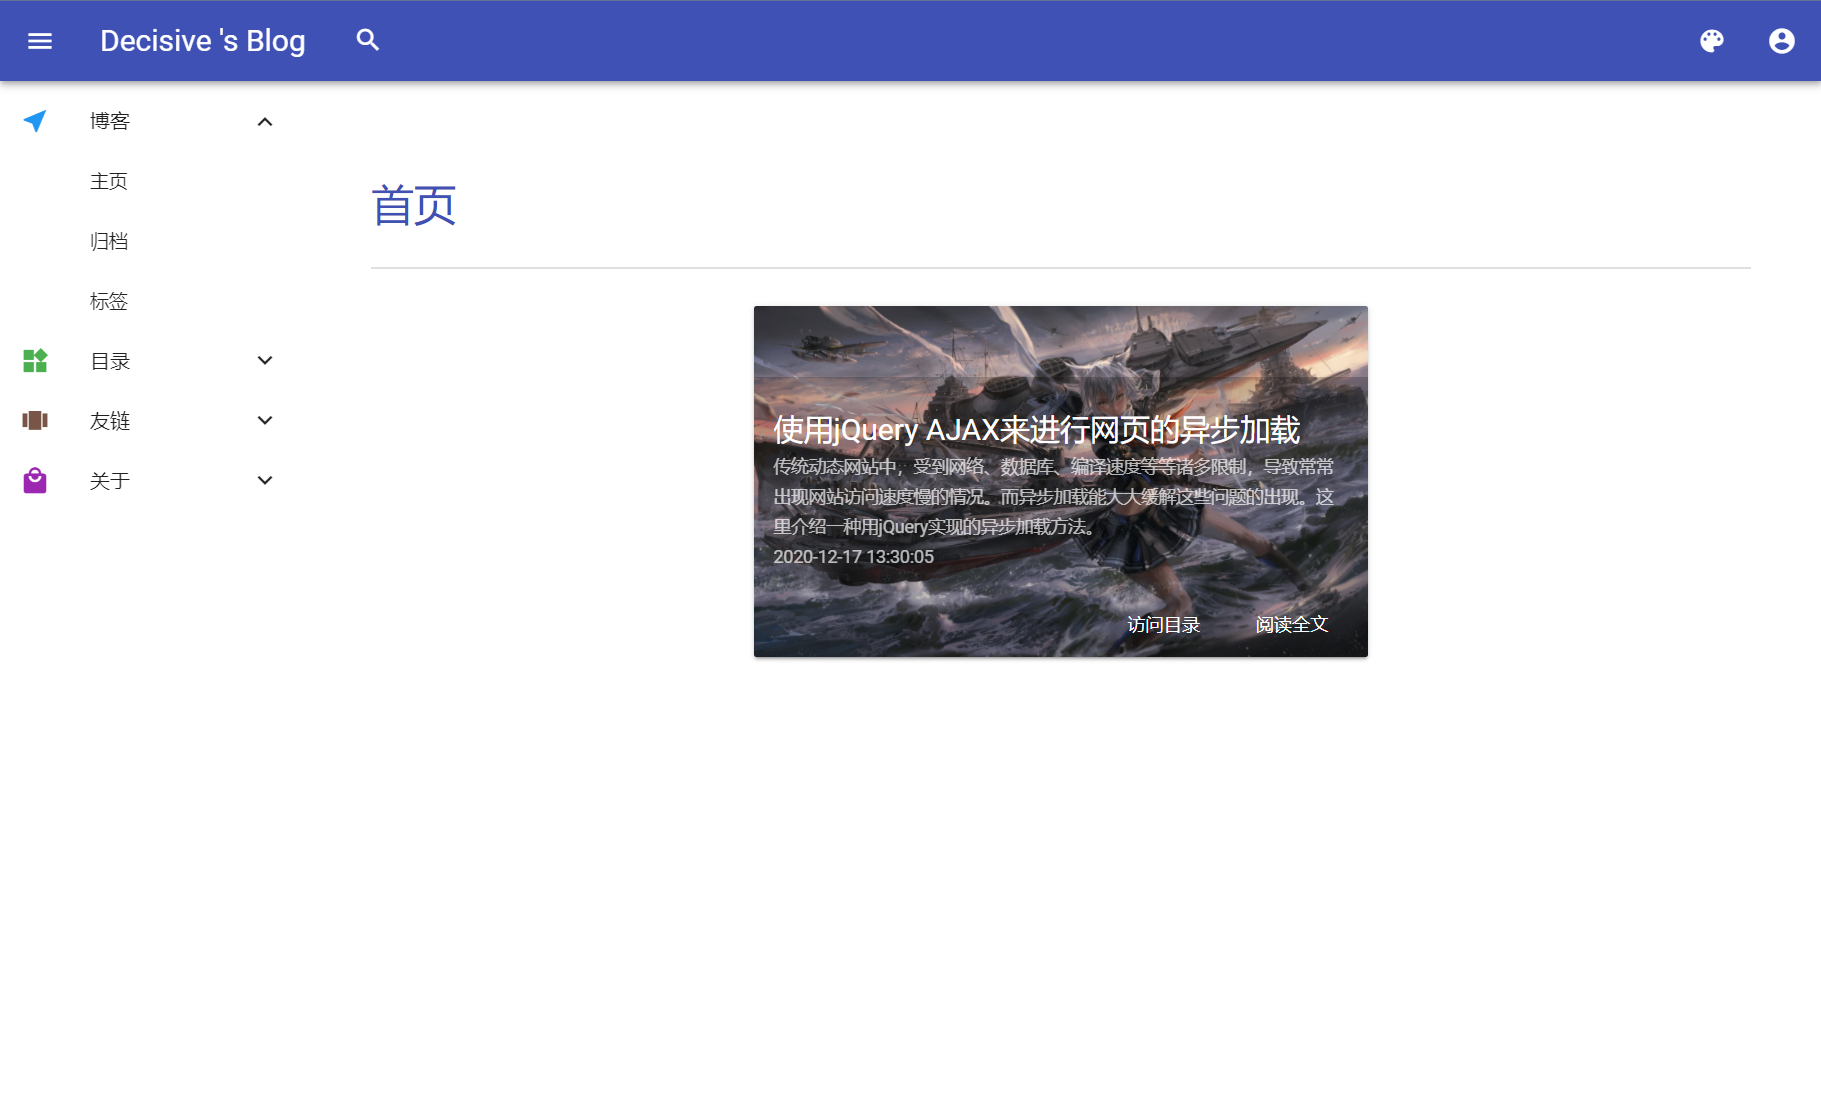 Decisive 's Blog
博客
主页
归档
标签
目录
友链
关于
首页
使用jQuery AJAX来进行网页的异步加载
传统动态网站中，受到网络、数据库、编译速度等等诸多限制，导致常常
出现网站访问速度慢的情况。而异步加载能大大缓解这些问题的出现。这
里介绍一种用jQuery实现的异步加载方法。
2020-12-17 13:30:05
访问目录 阅读全文